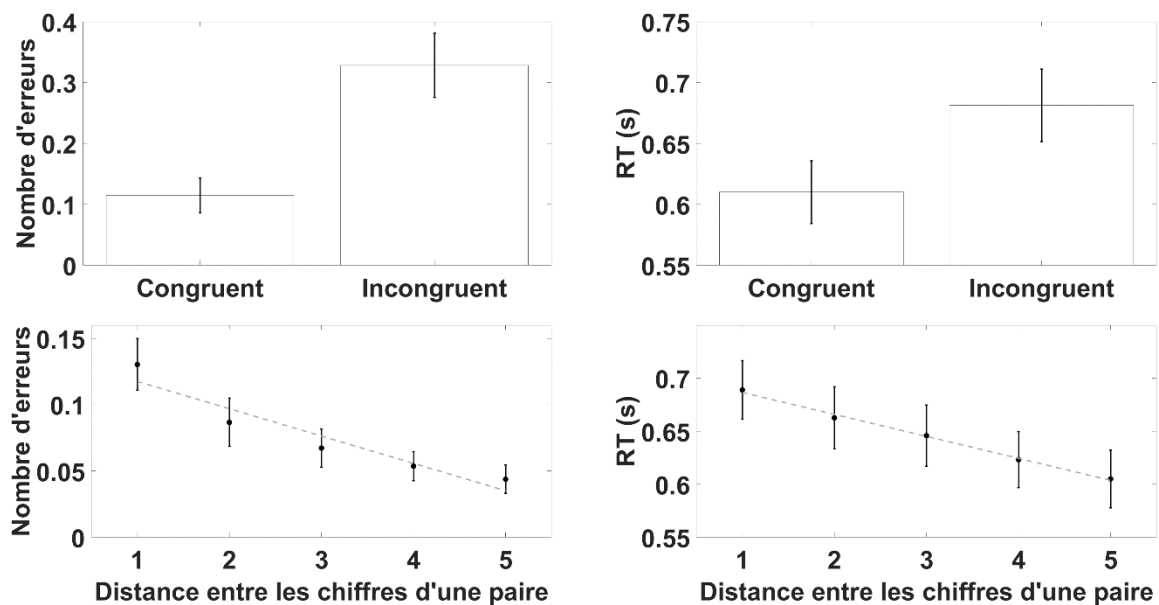 Nombre d'erreurs
0.4
0.3
0.2
0.1
0
Congruent Incongruent
RT (s)
0.75
0.7
0.65
0.6
0.55
Congruent Incongruent
Nombre d'erreurs
0.15
0.1
0.05
0
1 2 3 4 5
Distance entre les chiffres d'une paire
RT (s)
0.7
0.65
0.6
0.55
1 2 3 4 5
Distance entre les chiffres d'une paire